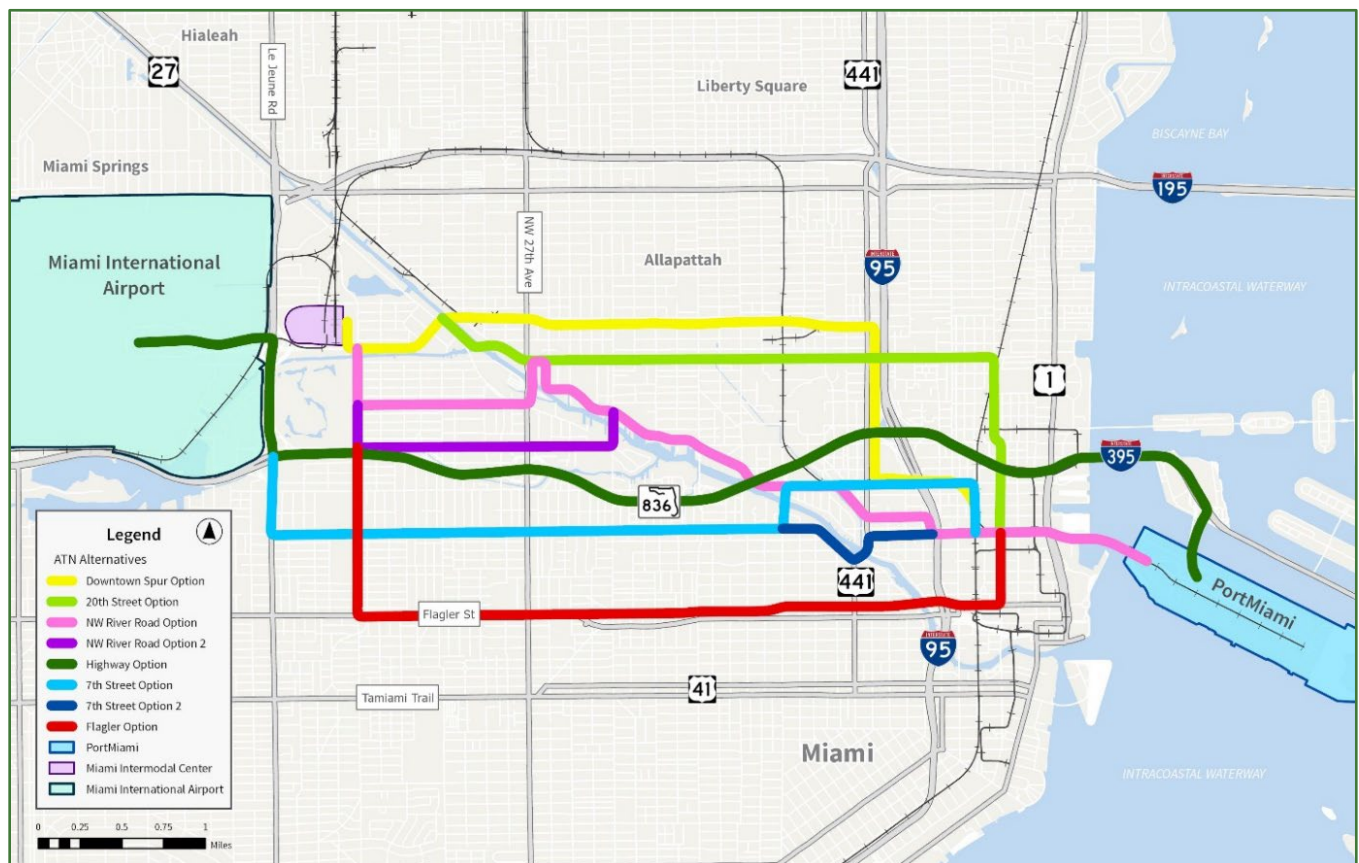 Hialeah
27
Le Jeune Rd
441
Liberty Square
BISCAYNE BAY
Miami Springs
INTERSTATE
195
NW 27th Ave
Miami International
Airport
Allapattah
INTERSTATE
95
INTRACOASTAL WATERWAY
1
INTERSTATE
395
836
441
PortMiami
Flagler St
INTERSTATE
95
Tamiami Trail
41
Miami
INTRACOASTAL WATERWAY
Legend
ATN Alternatives
Downtown Spur Option
20th Street Option
NW River Road Option
NW River Road Option 2
Highway Option
7th Street Option
7th Street Option 2
Flagler Option
PortMiami
Miami Intermodal Center
Miami International Airport
0 0.25 0.5 0.75 1
Miles